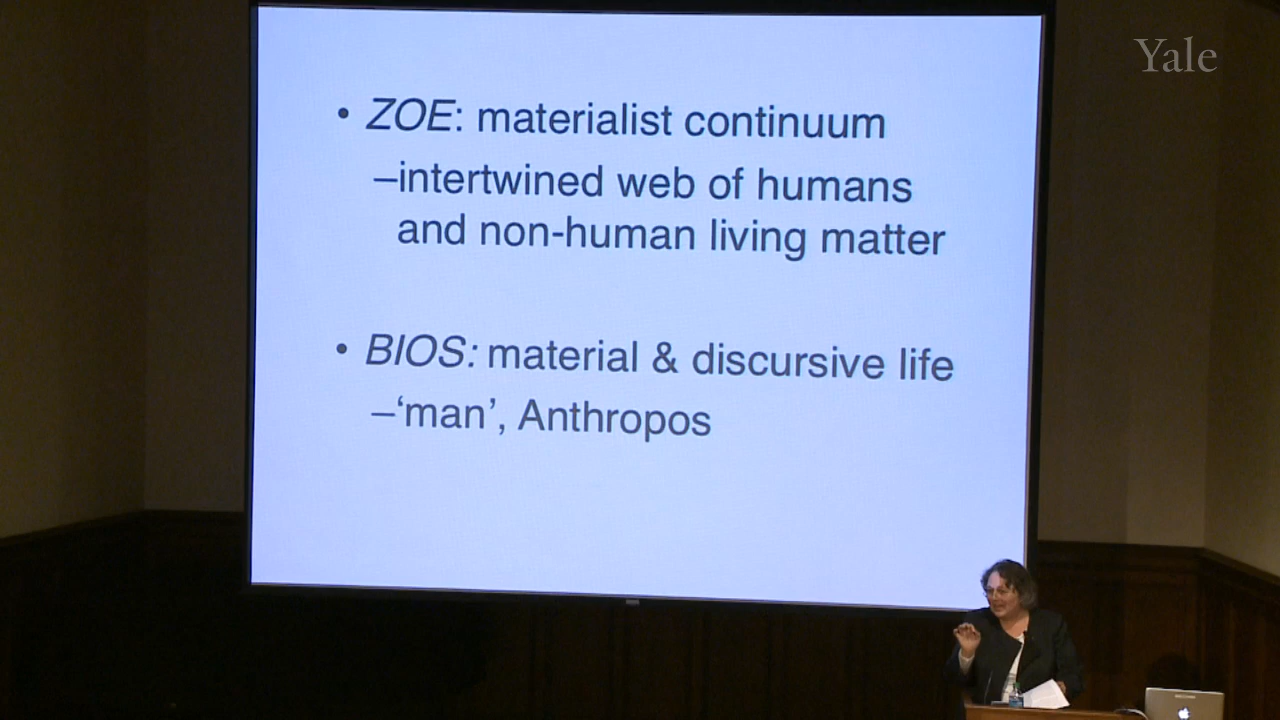 Yale
• ZOE: materialist continuum
–intertwined web of humans
and non-human living matter
• BIOS: material & discursive life
–‘man’, Anthropos